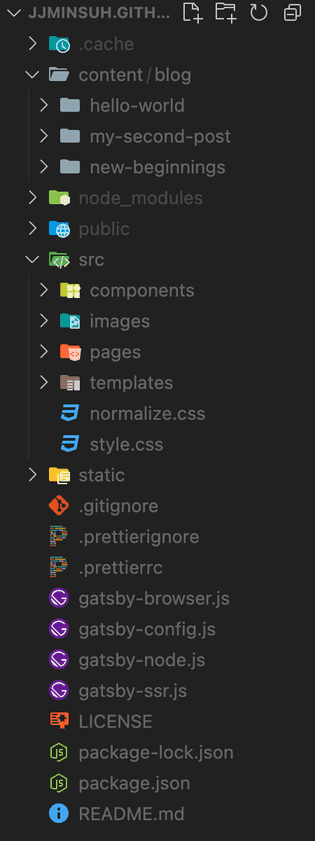 JJMINSUH.GITH...
.cache
content / blog
hello-world
my-second-post
new-beginnings
node_modules
public
src
components
images
pages
templates
normalize.css
style.css
static
.gitignore
.prettierignore
.prettierrc
gatsby-browser.js
gatsby-config.js
gatsby-node.js
gatsby-ssr.js
LICENSE
package-lock.json
package.json
README.md